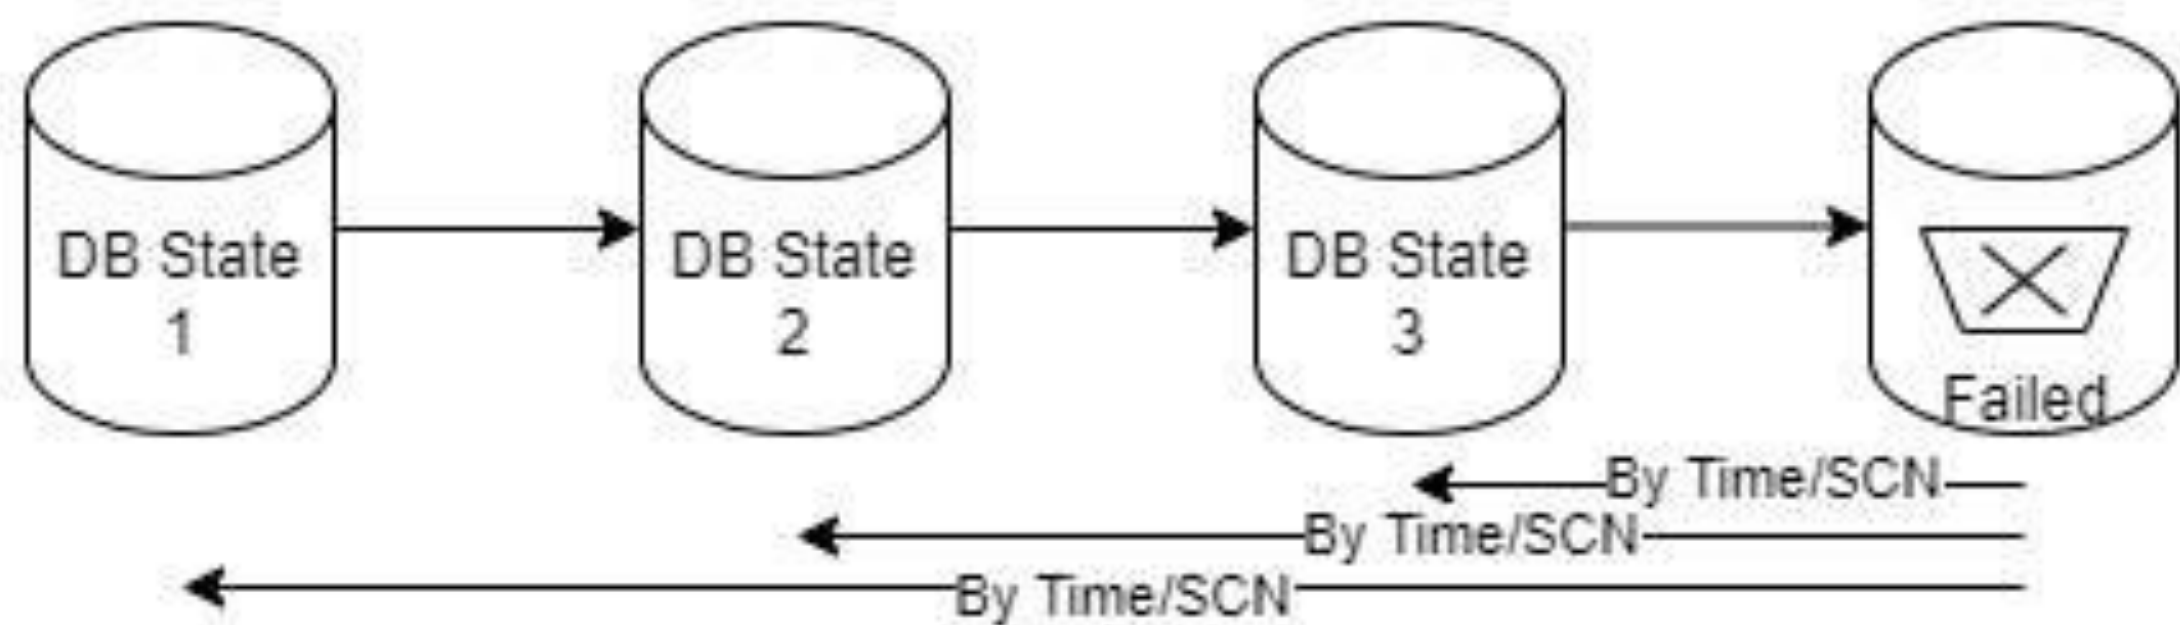 DB State
1
DB State
2
DB State
3
Failed
By Time/SCN
By Time/SCN
By Time/SCN